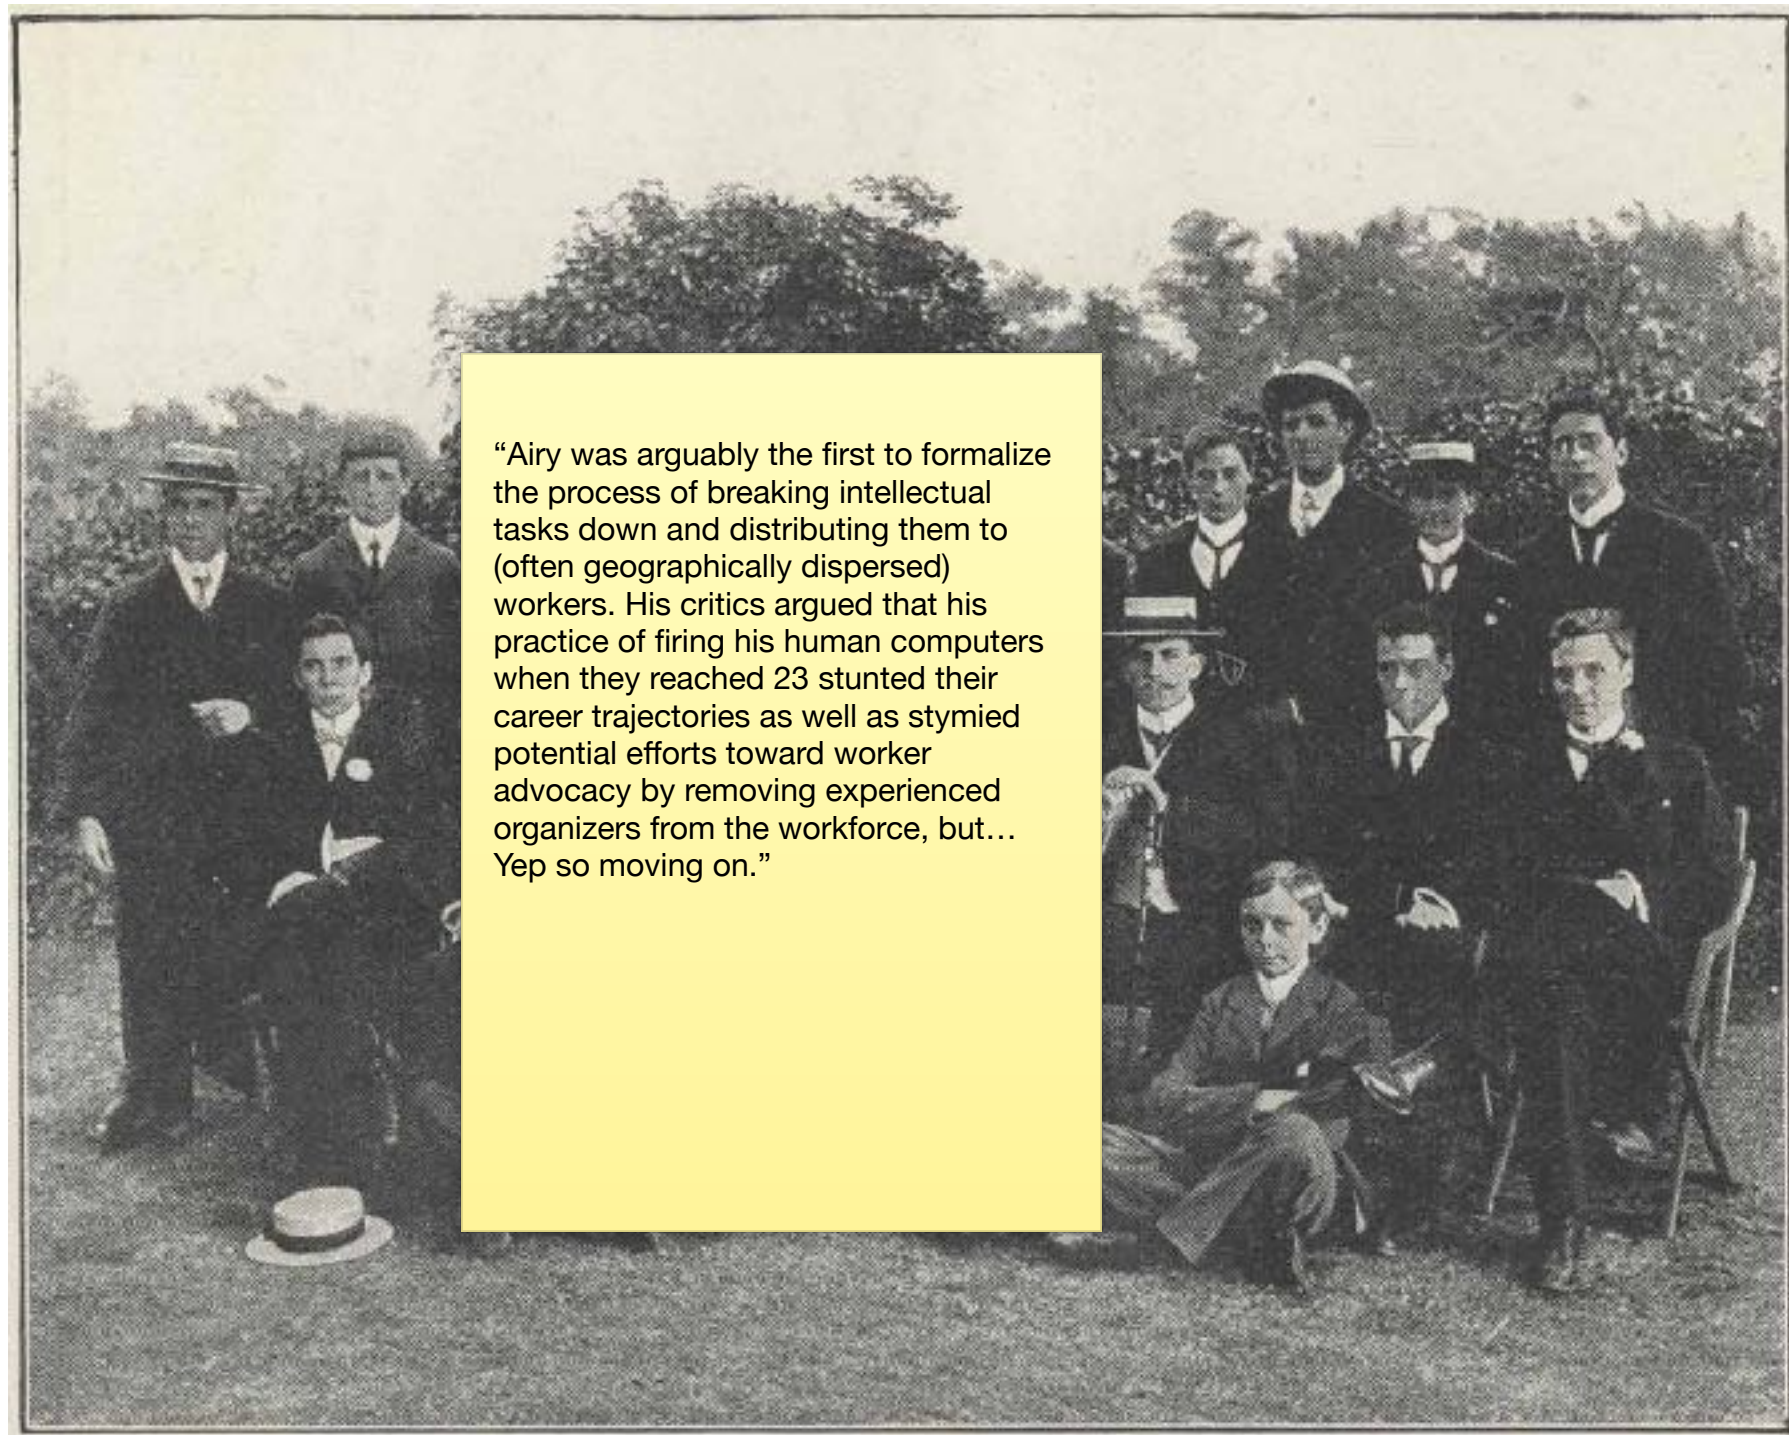 “Airy was arguably the first to formalize
the process of breaking intellectual
tasks down and distributing them to
(often geographically dispersed)
workers. His critics argued that his
practice of firing his human computers
when they reached 23 stunted their
career trajectories as well as stymied
potential efforts toward worker
advocacy by removing experienced
organizers from the workforce, but…
Yep so moving on.”